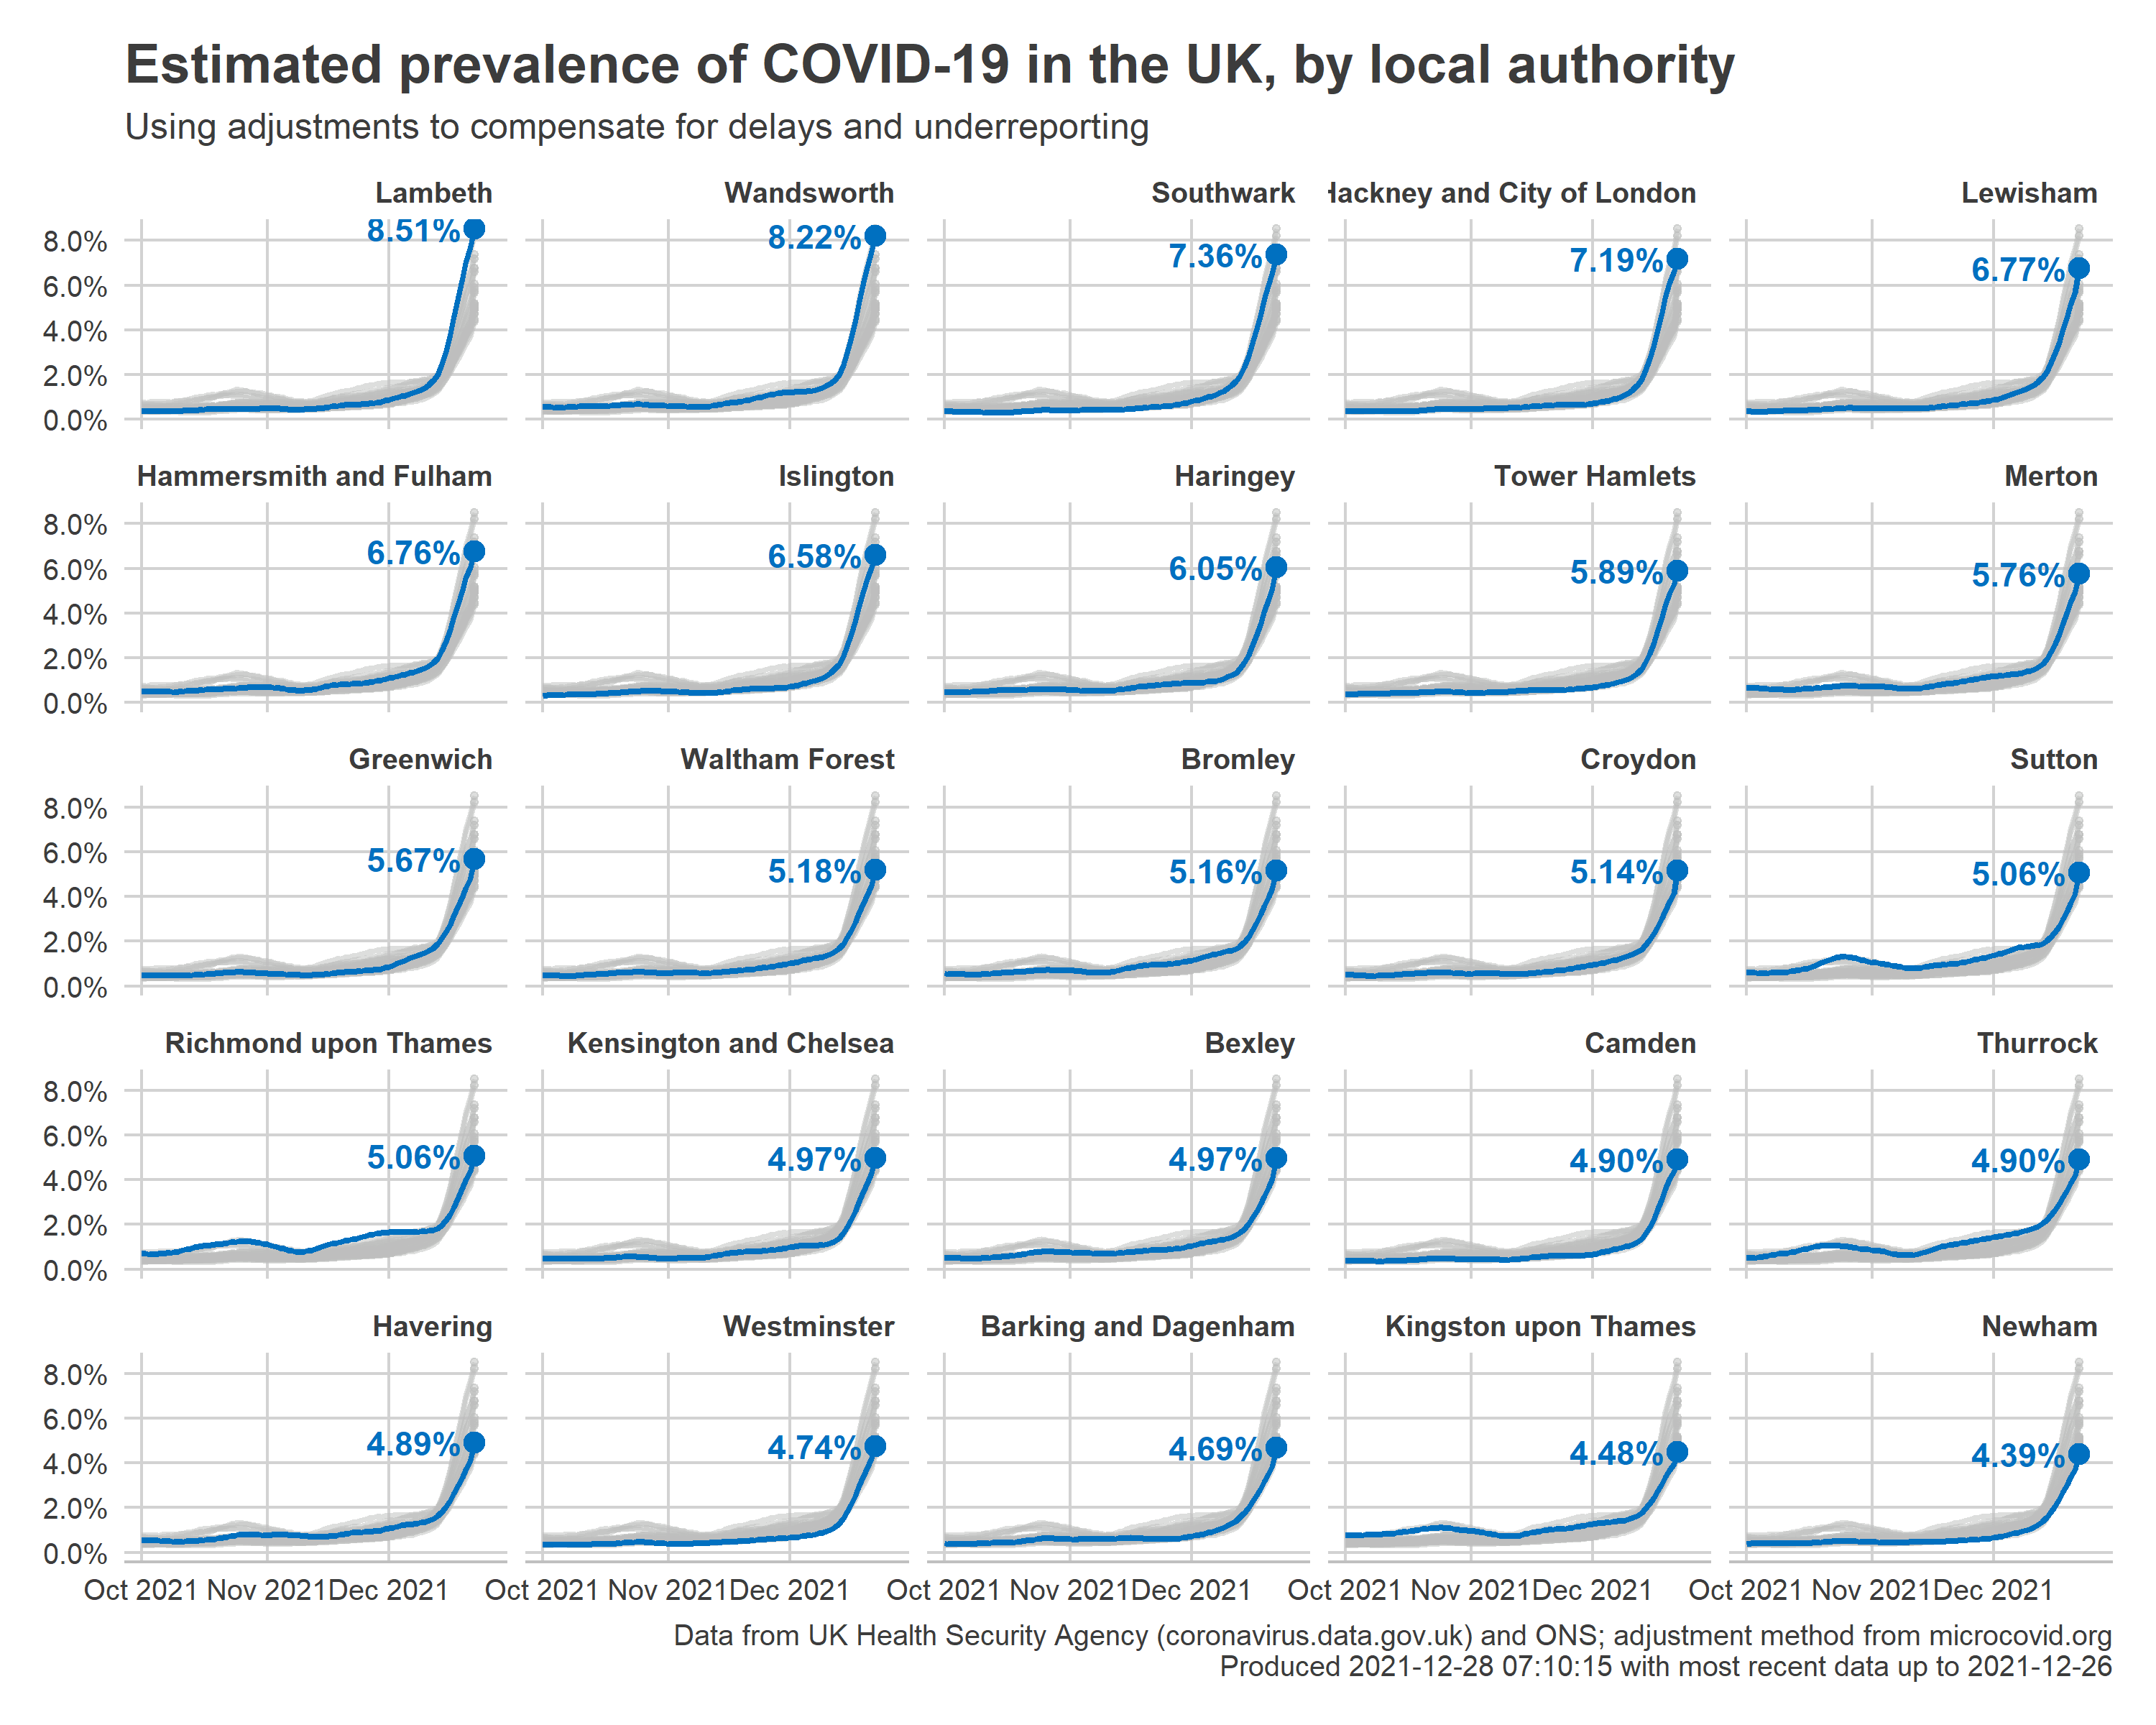 Estimated prevalence of COVID-19 in the UK, by local authority
Using adjustments to compensate for delays and underreporting
Lambeth
Wandsworth
Southwark
Hackney and City of London
Lewisham
8.0%
6.0%
4.0%
2.0%
0.0%
8.51%
8.22%
7.36%
7.19%
6.77%
Hammersmith and Fulham
Islington
Haringey
Tower Hamlets
Merton
8.0%
6.0%
4.0%
2.0%
0.0%
6.76%
6.58%
6.05%
5.89%
5.76%
Greenwich
Waltham Forest
Bromley
Croydon
Sutton
8.0%
6.0%
4.0%
2.0%
0.0%
5.67%
5.18%
5.16%
5.14%
5.06%
Richmond upon Thames
Kensington and Chelsea
Bexley
Camden
Thurrock
8.0%
6.0%
4.0%
2.0%
0.0%
5.06%
4.97%
4.97%
4.90%
4.90%
Havering
Westminster
Barking and Dagenham
Kingston upon Thames
Newham
8.0%
6.0%
4.0%
2.0%
0.0%
4.89%
4.74%
4.69%
4.48%
4.39%
Oct 2021 Nov 2021 Dec 2021
Oct 2021 Nov 2021 Dec 2021
Oct 2021 Nov 2021 Dec 2021
Oct 2021 Nov 2021 Dec 2021
Oct 2021 Nov 2021 Dec 2021
Data from UK Health Security Agency (coronavirus.data.gov.uk) and ONS; adjustment method from microcovid.org
Produced 2021-12-28 07:10:15 with most recent data up to 2021-12-26